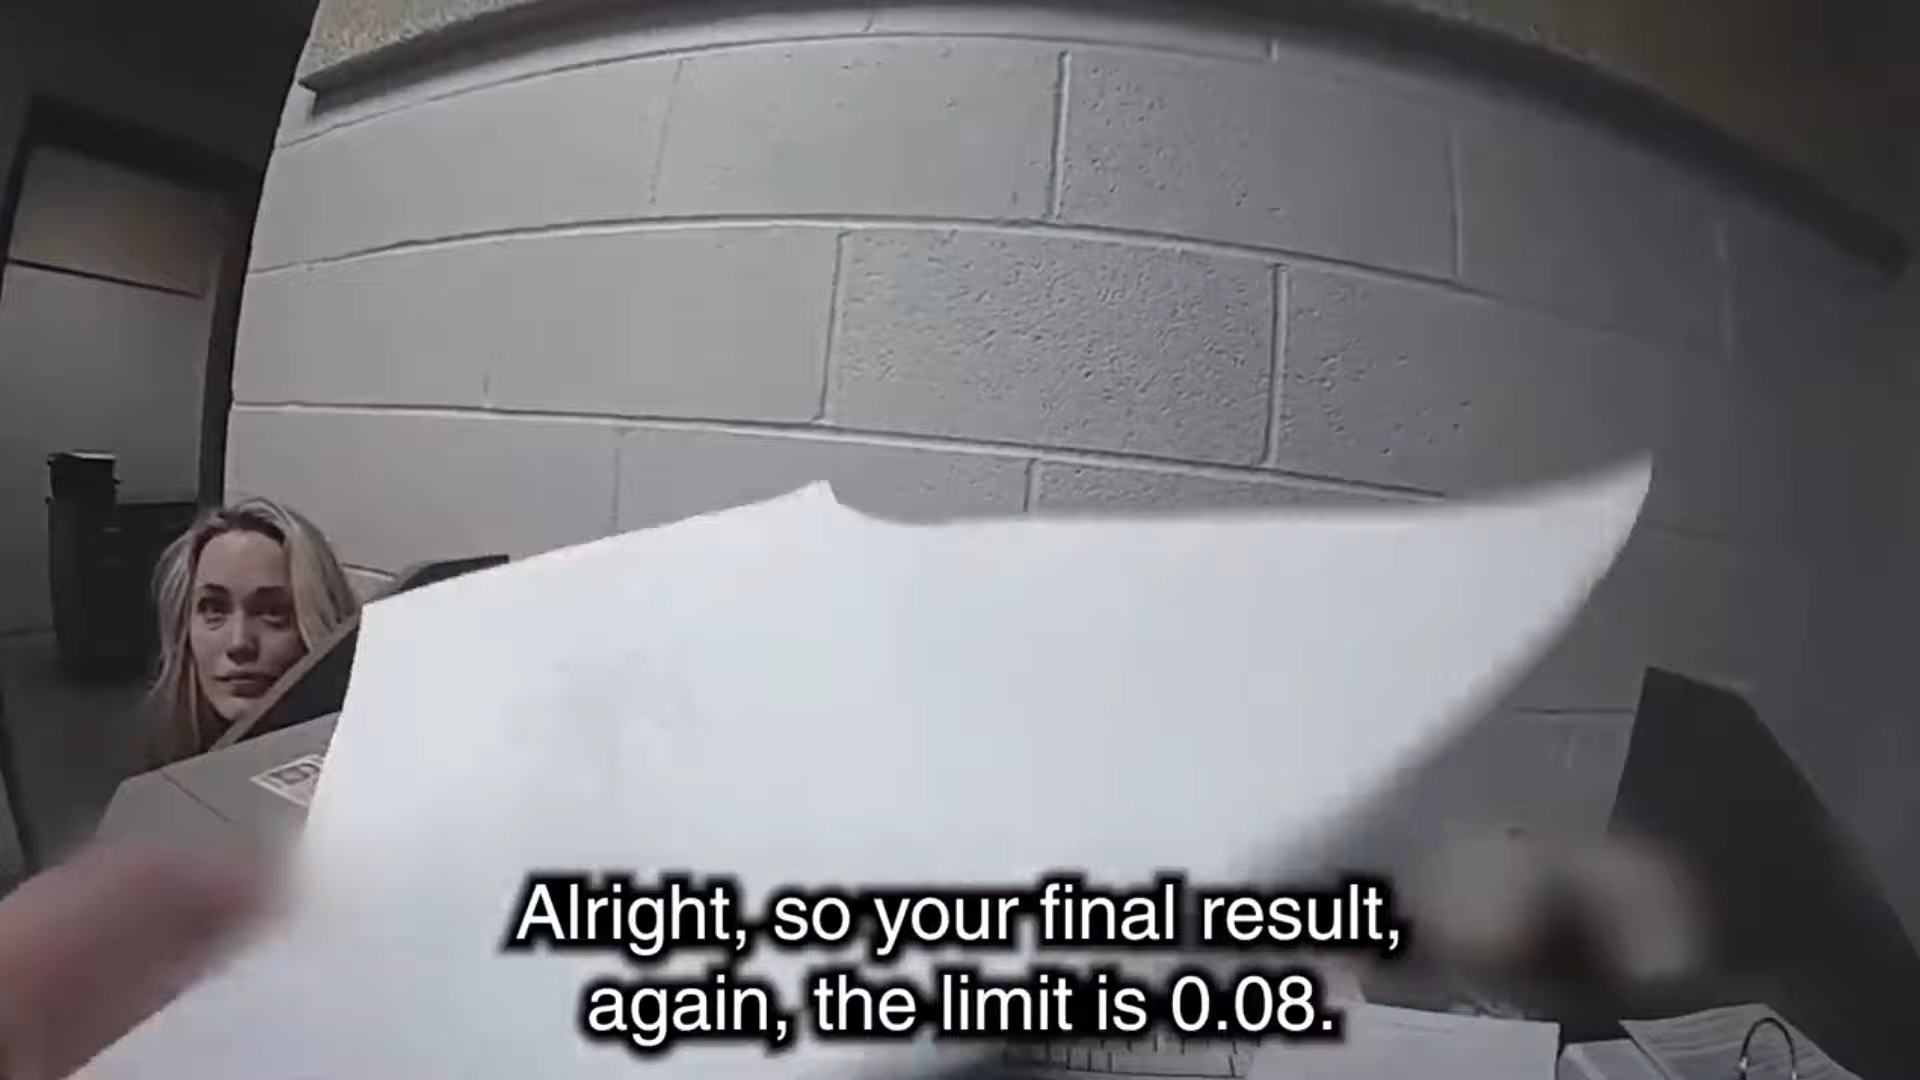 Alright, so your final result,
again, the limit is 0.08.